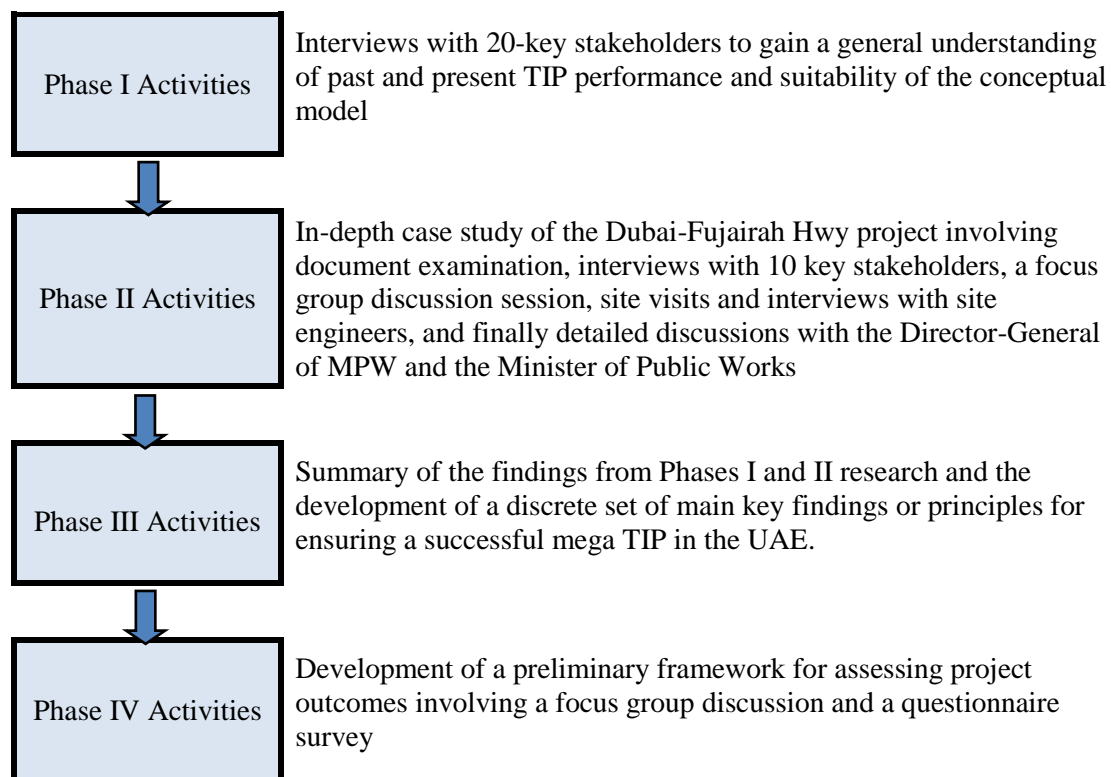 Phase I Activities
Interviews with 20-key stakeholders to gain a general understanding
of past and present TIP performance and suitability of the conceptual
model
Phase II Activities
In-depth case study of the Dubai-Fujairah Hwy project involving
document examination, interviews with 10 key stakeholders, a focus
group discussion session, site visits and interviews with site
engineers, and finally detailed discussions with the Director-General
of MPW and the Minister of Public Works
Phase III Activities
Summary of the findings from Phases I and II research and the
development of a discrete set of main key findings or principles for
ensuring a successful mega TIP in the UAE.
Phase IV Activities
Development of a preliminary framework for assessing project
outcomes involving a focus group discussion and a questionnaire
survey